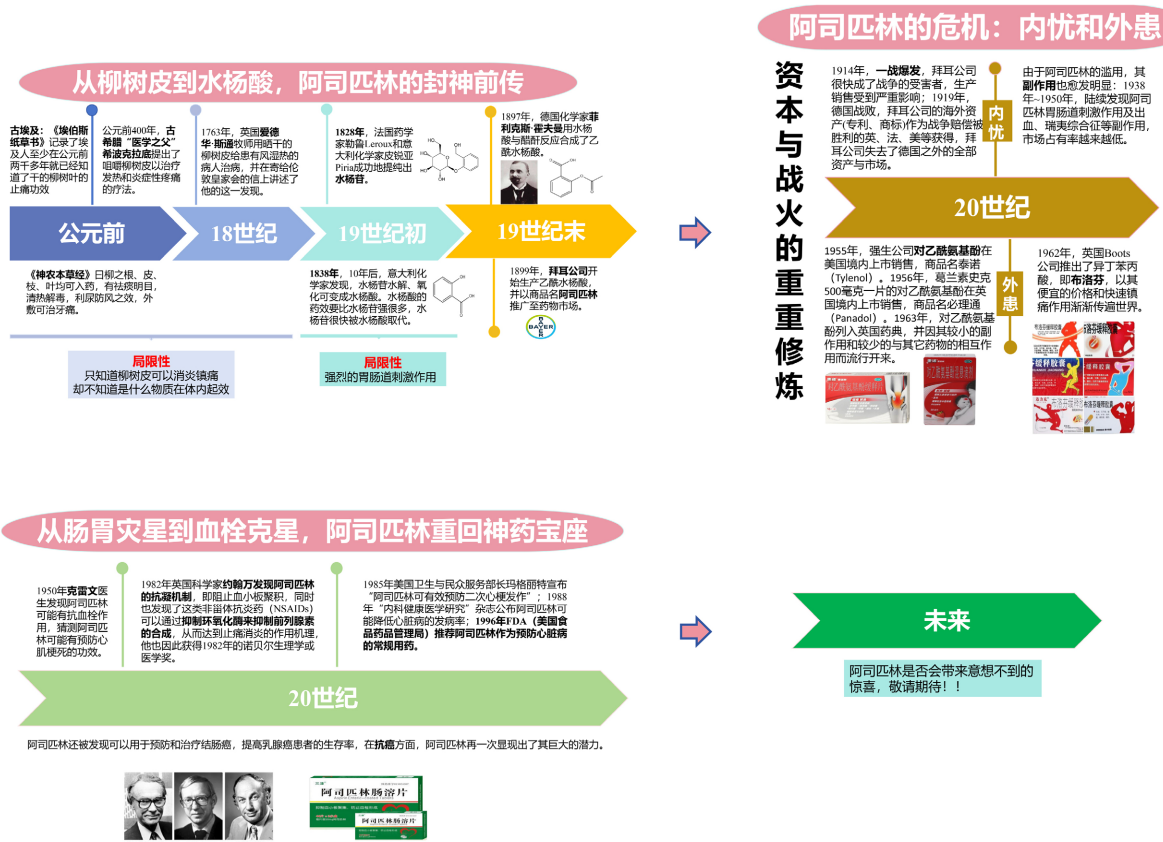 从柳树皮到水杨酸，阿司匹林的封神前传
古埃及：《埃伯斯
纸草书》记录了埃
及人至少在公元前
两千多年就已经知
道了干的柳树叶的
止痛功效
公元前400年，古
希腊“医学之父”
希波克拉底提出了
咀嚼柳树皮以治疗
发热和炎症性疼痛
的疗法。
1763年，英国爱德
华·斯通牧师用晒干的
柳树皮给患有风湿热的
病人治病，并在寄给伦
敦皇家会的信上讲述了
他的这一发现。
1828年，法国药学
家勒鲁Leroux和意
大利化学家皮锐亚
Piria成功地提纯出
水杨苷。
1897年，德国化学家菲
利克斯·霍夫曼用水杨
酸与醋酐反应合成了乙
酰水杨酸。
公元前
18世纪
19世纪初
19世纪末
《神农本草经》日柳之根、皮、
枝、叶均可入药，有祛痰明目，
清热解毒，利尿防风之效，外
敷可治牙痛。
1838年，10年后，意大利化
学家发现，水杨苷水解、氧
化可变成水杨酸。水杨酸的
药效要比水杨苷强很多，水
杨苷很快被水杨酸取代。
1899年，拜耳公司开
始生产乙酰水杨酸，
并以商品名阿司匹林
推广至药物市场。
BAYER
局限性
只知道柳树皮可以消炎镇痛
却不知道是什么物质在体内起效
局限性
强烈的胃肠道刺激作用
阿司匹林的危机：内忧和外患
资本与战火的重重修炼
1914年，一战爆发，拜耳公司
很快成了战争的受害者，生产
销售受到严重影响；1919年，
德国战败，拜耳公司的海外资
产(专利、商标)作为战争赔偿被
胜利的英、法、美等获得，拜
耳公司失去了德国之外的全部
资产与市场。
内忧
由于阿司匹林的滥用，其
副作用也愈发明显：1938
年~1950年，陆续发现阿司
匹林胃肠道刺激作用及出
血、瑞夷综合征等副作用，
市场占有率越来越低。
20世纪
1955年，强生公司对乙酰氨基酚在
美国境内上市销售，商品名泰诺
（Tylenol）。1956年，葛兰素史克
500毫克一片的对乙酰氨基酚在英
国境内上市销售，商品名必理通
（Panadol）。1963年，对乙酰氨基
酚列入英国药典，并因其较小的副
作用和较少的与其它药物的相互作
用而流行开来。
外患
1962年，英国Boots
公司推出了异丁苯丙
酸，即布洛芬，以其
便宜的价格和快速镇
痛作用渐渐传遍世界。
从肠胃灾星到血栓克星，阿司匹林重回神药宝座
1950年克雷文医
生发现阿司匹林
可能有抗血栓作
用，猜测阿司匹
林可能有预防心
肌梗死的功效。
1982年英国科学家约翰万发现阿司匹林
的抗凝机制，即阻止血小板聚积，同时
也发现了这类非甾体抗炎药（NSAIDs）
可以通过抑制环氧化酶来抑制前列腺素
的合成，从而达到止痛消炎的作用机理，
他也因此获得1982年的诺贝尔生理学或
医学奖。
1985年美国卫生与民众服务部长玛格丽特宣布
“阿司匹林可有效预防二次心梗发作”；1988
年“内科健康医学研究”杂志公布阿司匹林可
能降低心脏病的发病率；1996年FDA（美国食
品药品管理局）推荐阿司匹林作为预防心脏病
的常规用药。
20世纪
阿司匹林还被发现可以用于预防和治疗结肠癌，提高乳腺癌患者的生存率，在抗癌方面，阿司匹林再一次显现出了其巨大的潜力。
阿司匹林肠溶片
阿司匹林肠溶片
未来
阿司匹林是否会带来意想不到的
惊喜，敬请期待！！